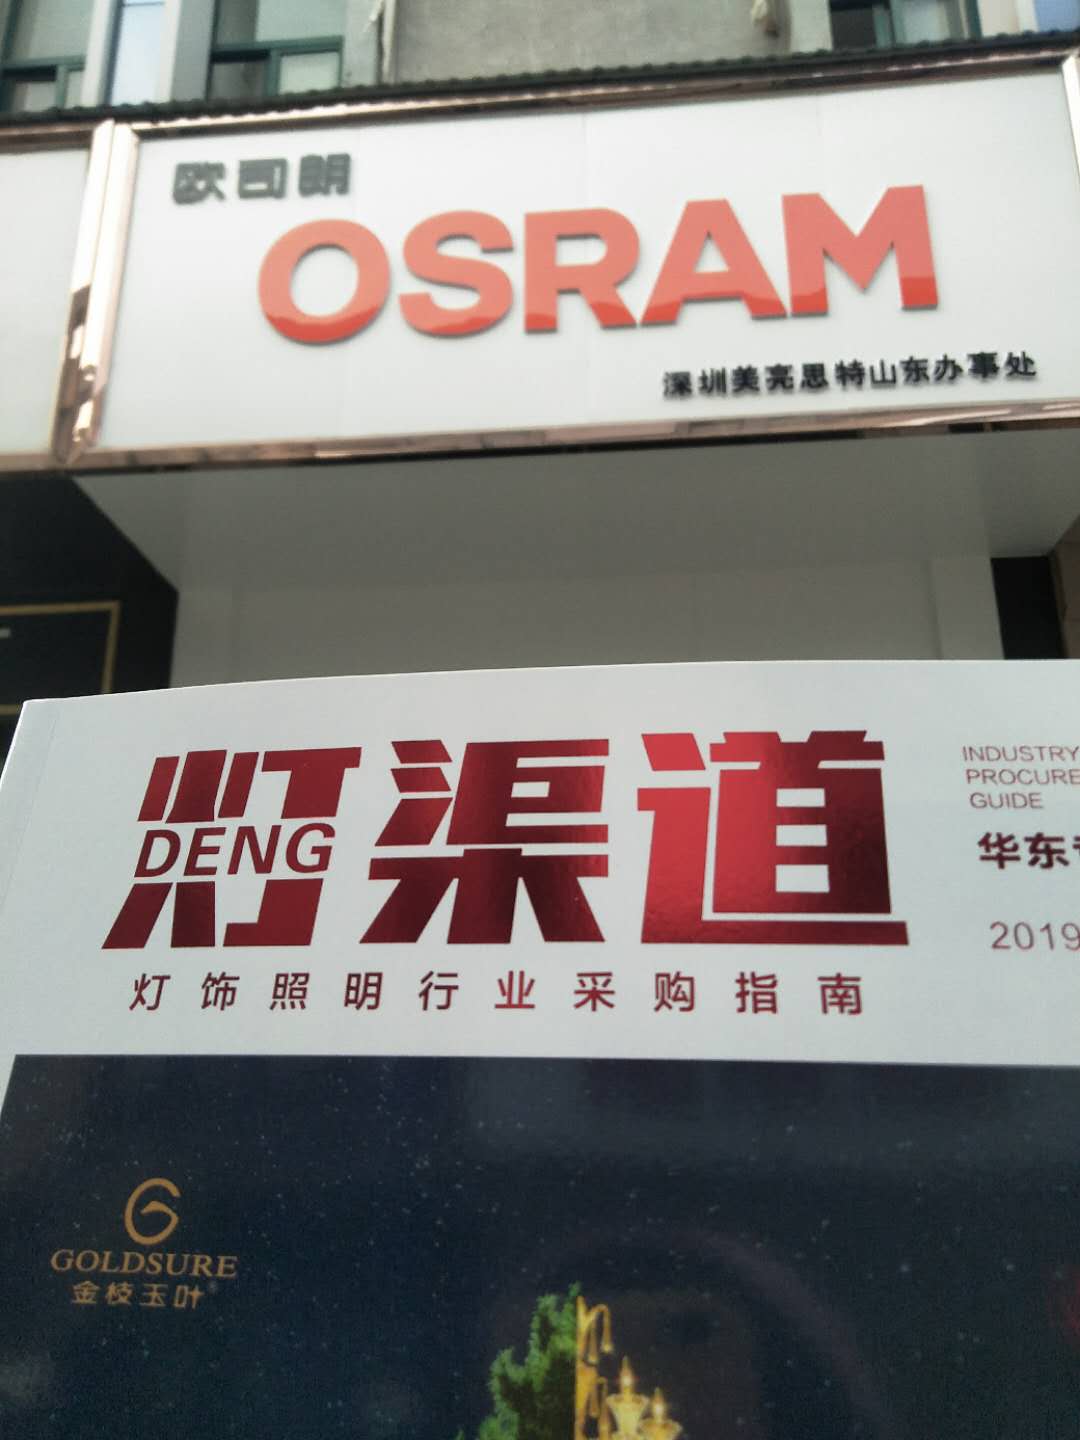 欧司朗
OSRAM
深圳美亮思特山东办事处
灯渠道
DENG
INDUSTRY
PROCURE
GUIDE
华东
2019
灯饰照明行业采购指南
GOLDSURE
金枝玉叶®